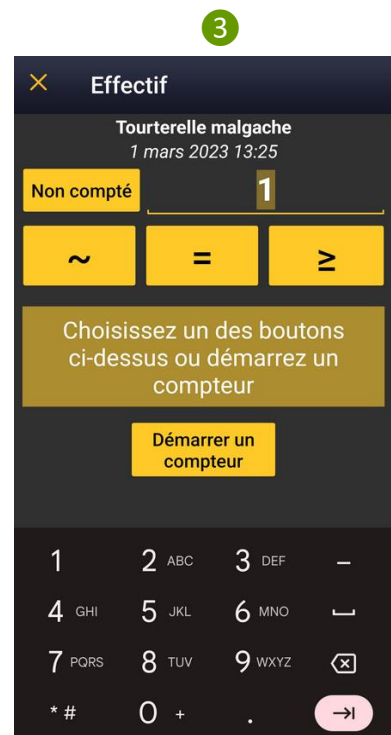 3
× Effectif
Tourterelle malgache
1 mars 2023 13:25
Non compté 1
~ = ≥
Choisissez un des boutons
ci-dessus ou démarrez un
compteur
Démarrer un
compteur
1 2 ABC 3 DEF –
4 GHI 5 JKL 6 MNO
7 PQRS 8 TUV 9 WXYZ
* # 0 + .